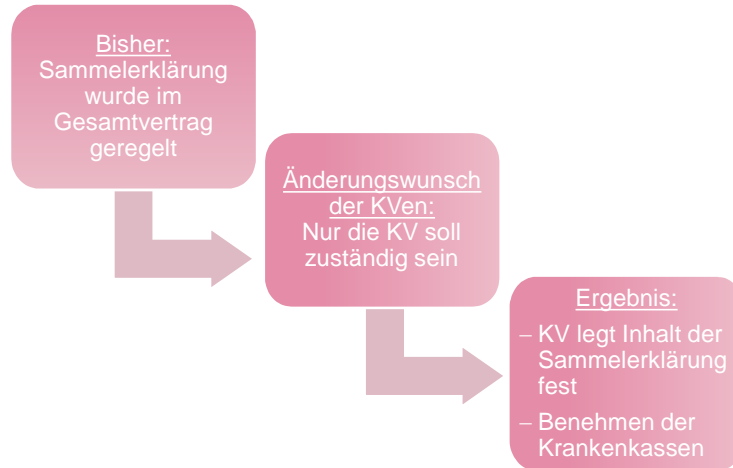 Bisher:
Sammelerklärung
wurde im
Gesamtvertrag
geregelt
Änderungswunsch
der KVen:
Nur die KV soll
zuständig sein
Ergebnis:
– KV legt Inhalt der
Sammelerklärung
fest
– Benehmen der
Krankenkassen